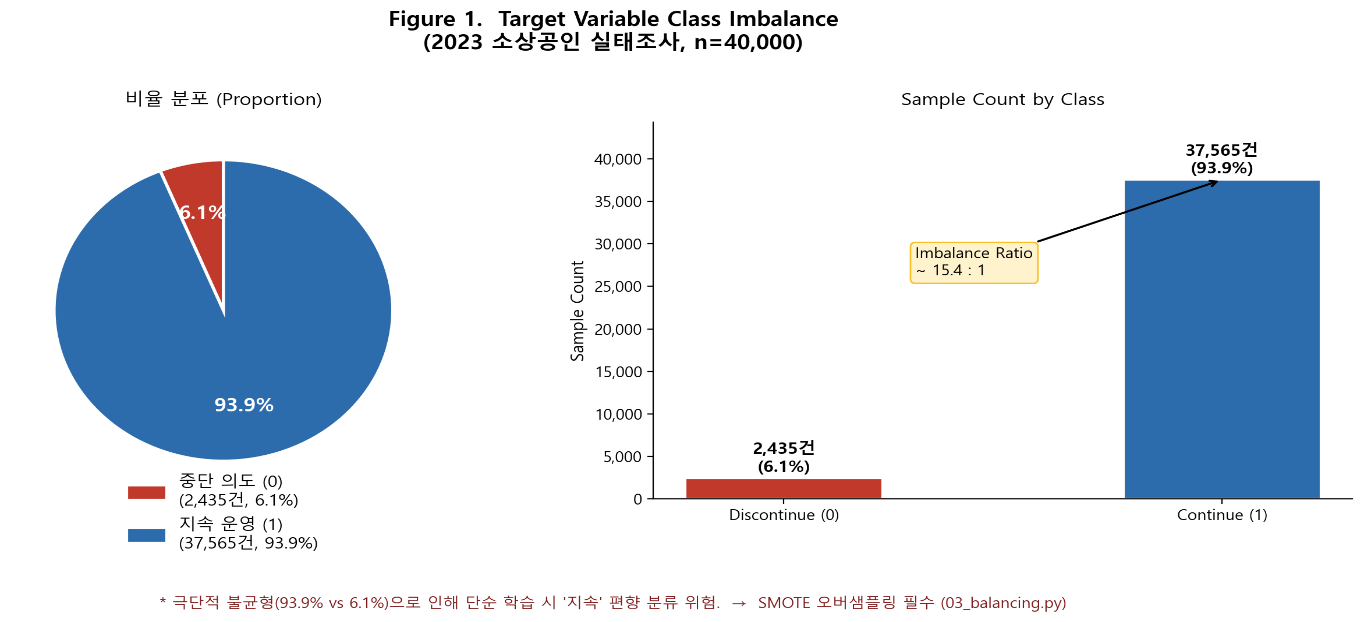 Figure 1.  Target Variable Class Imbalance
(2023 소상공인 실태조사, n=40,000)
비율 분포 (Proportion)
6.1%
93.9%
중단 의도 (0)
(2,435건, 6.1%)
지속 운영 (1)
(37,565건, 93.9%)
Sample Count by Class
Sample Count
40,000
35,000
30,000
25,000
20,000
15,000
10,000
5,000
0
37,565건
(93.9%)
Imbalance Ratio
~ 15.4 : 1
2,435건
(6.1%)
Discontinue (0)
Continue (1)
* 극단적 불균형(93.9% vs 6.1%)으로 인해 단순 학습 시 '지속' 편향 분류 위험.  →  SMOTE 오버샘플링 필수 (03_balancing.py)